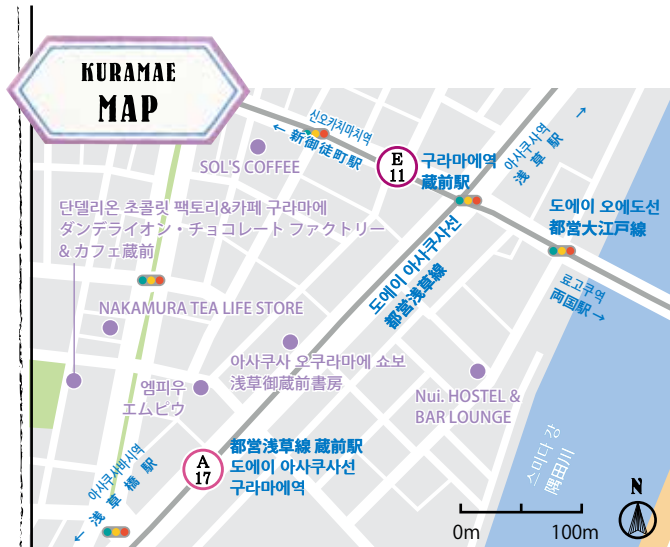 KURAMAE
MAP
신오카치마치역
← 新御徒町駅
E
11
구라마에역
蔵前駅
아사쿠사역
浅草駅 →
SOL'S COFFEE
단델리온 초콜릿 팩토리&카페 구라마에
ダンデライオン・チョコレート ファクトリー
& カフェ蔵前
도에이 오에도선
都営大江戸線
도에이 아사쿠사선
都営浅草線
료고쿠역
両国駅 →
NAKAMURA TEA LIFE STORE
아사쿠사 오쿠라마에 쇼보
浅草御蔵前書房
엠피우
エムピウ
Nui. HOSTEL &
BAR LOUNGE
아사쿠사바시역
← 浅草橋駅
A
17
都営浅草線 蔵前駅
도에이 아사쿠사선
구라마에역
스미다 강
三田隅
N
0m
100m